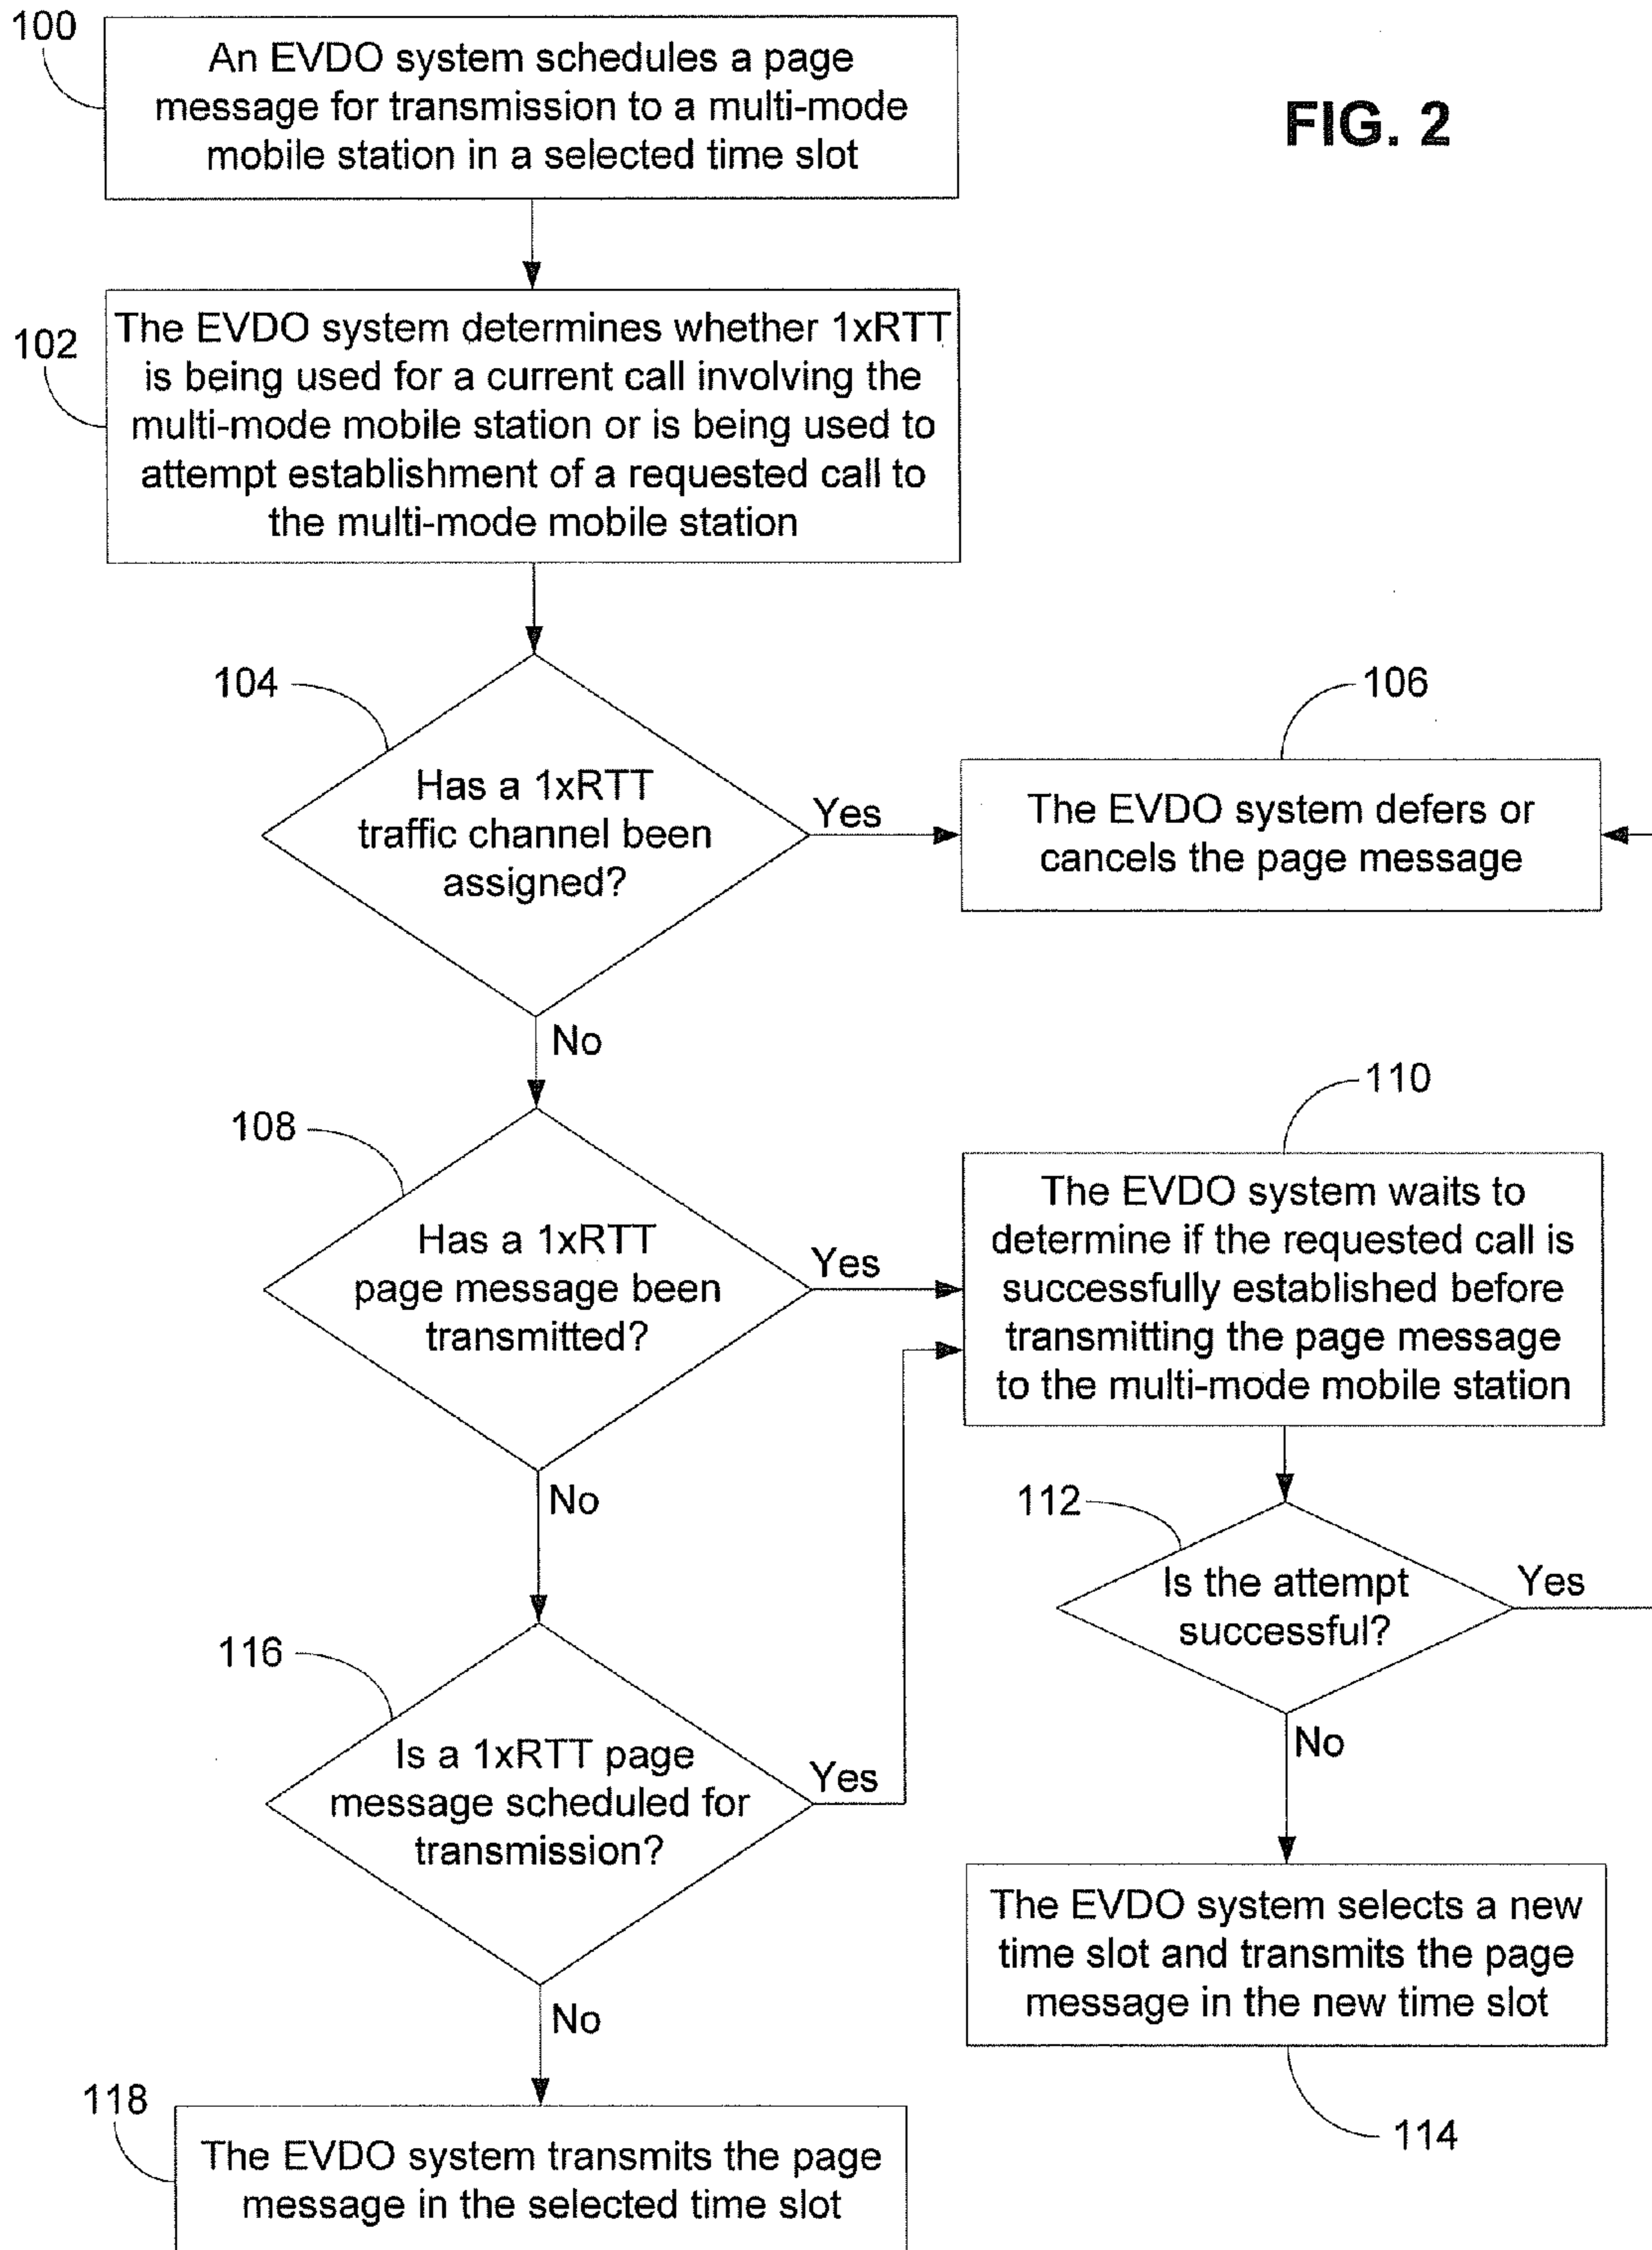 100
An EVDO system schedules a page
message for transmission to a multi-mode
mobile station in a selected time slot
FIG. 2
102
The EVDO system determines whether 1xRTT
is being used for a current call involving the
multi-mode mobile station or is being used to
attempt establishment of a requested call to
the multi-mode mobile station
104
Has a 1xRTT
traffic channel been
assigned?
Yes
106
The EVDO system defers or
cancels the page message
No
108
Has a 1xRTT
page message been
transmitted?
Yes
110
The EVDO system waits to
determine if the requested call is
successfully established before
transmitting the page message
to the multi-mode mobile station
No
112
Is the attempt
successful?
Yes
116
Is a 1xRTT page
message scheduled for
transmission?
Yes
No
The EVDO system selects a new
time slot and transmits the page
message in the new time slot
114
No
118
The EVDO system transmits the page
message in the selected time slot